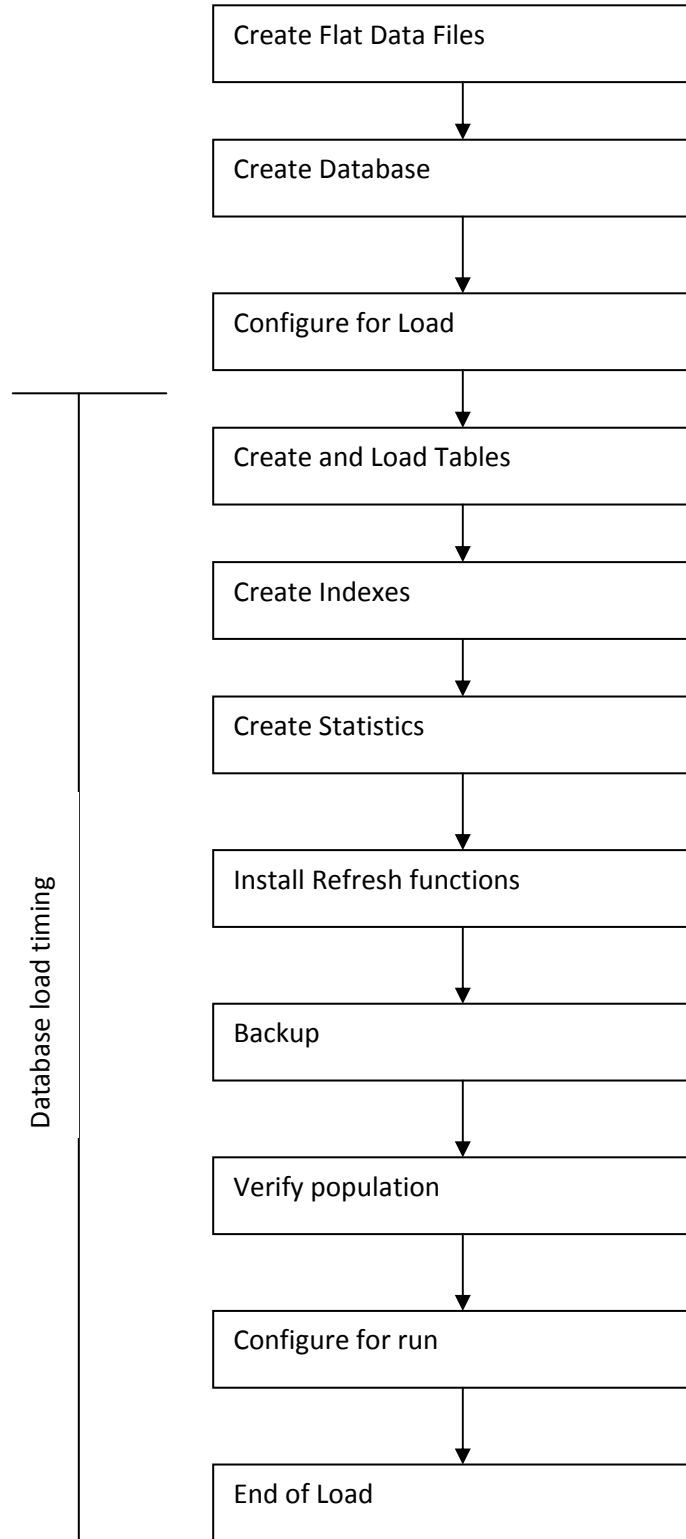 Create Flat Data Files
Create Database
Configure for Load
Create and Load Tables
Create Indexes
Create Statistics
Install Refresh functions
Database load timing
Backup
Verify population
Configure for run
End of Load